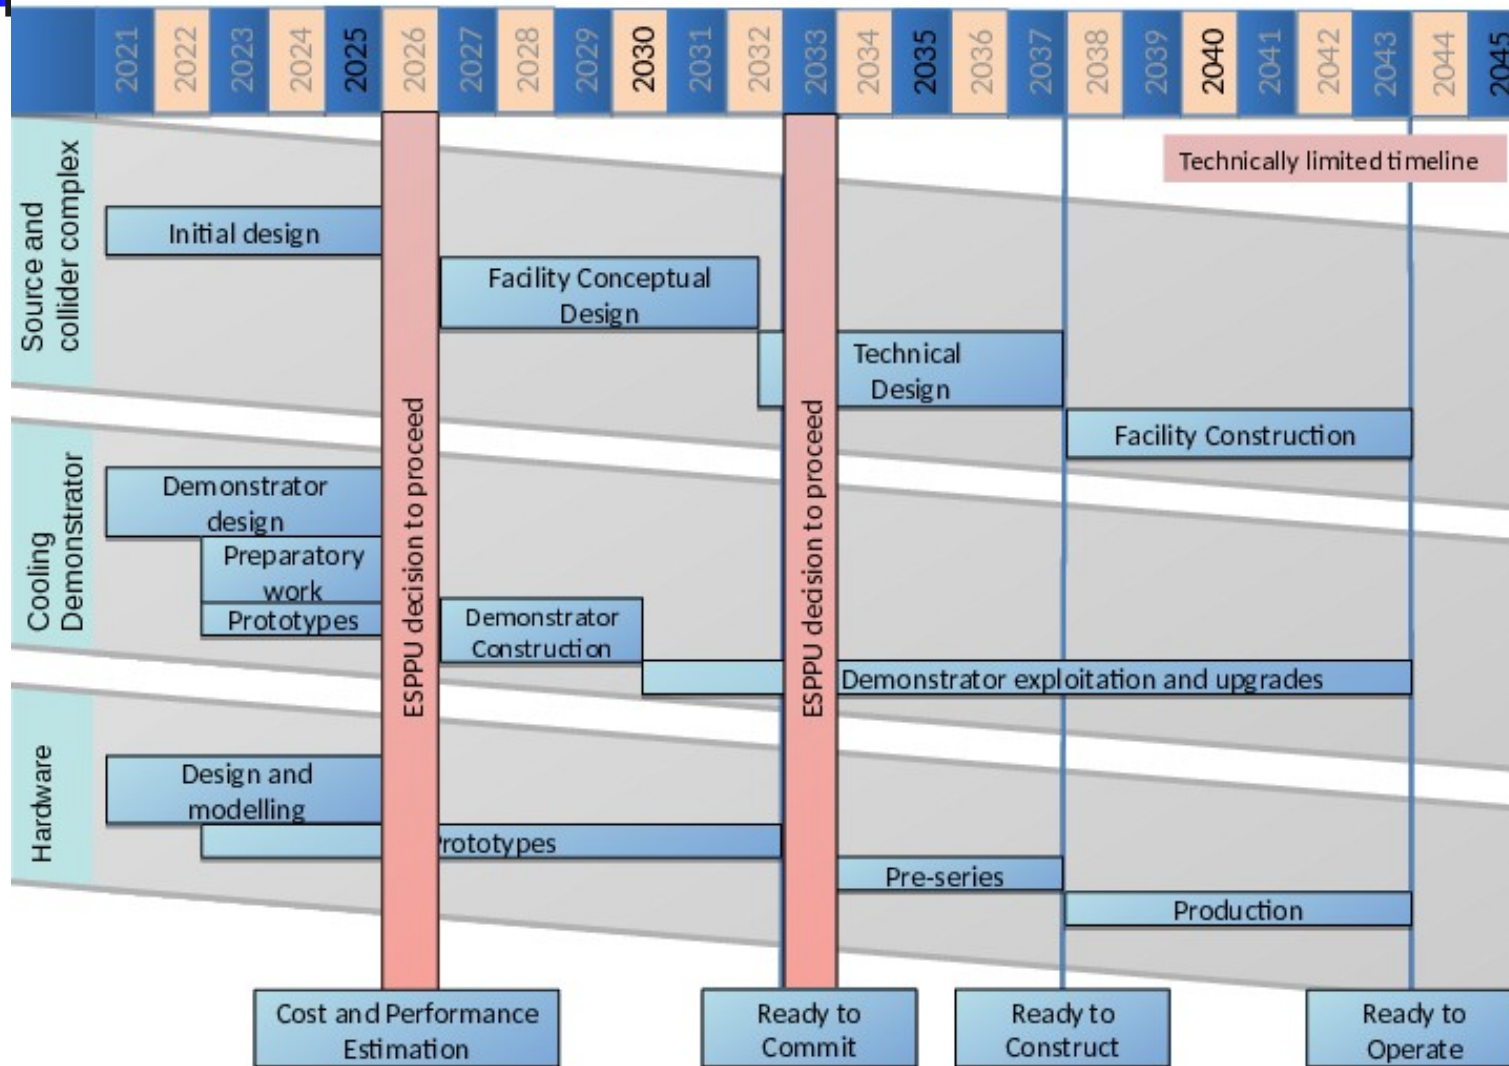 2021 2022 2023 2024 2025 2026 2027 2028 2029 2030 2031 2032 2033 2034 2035 2036 2037 2038 2039 2040 2041 2042 2043 2044 2045
Technically limited timeline
Source and
collider complex
Initial design
Facility Conceptual
Design
Technical
Design
Facility Construction
ESPPU decision to proceed
ESPPU decision to proceed
Cooling
Demonstrator
Demonstrator
design
Preparatory
work
Prototypes
Demonstrator
Construction
Demonstrator exploitation and upgrades
Hardware
Design and
modelling
rototypes
Pre-series
Production
Cost and Performance
Estimation
Ready to
Commit
Ready to
Construct
Ready to
Operate